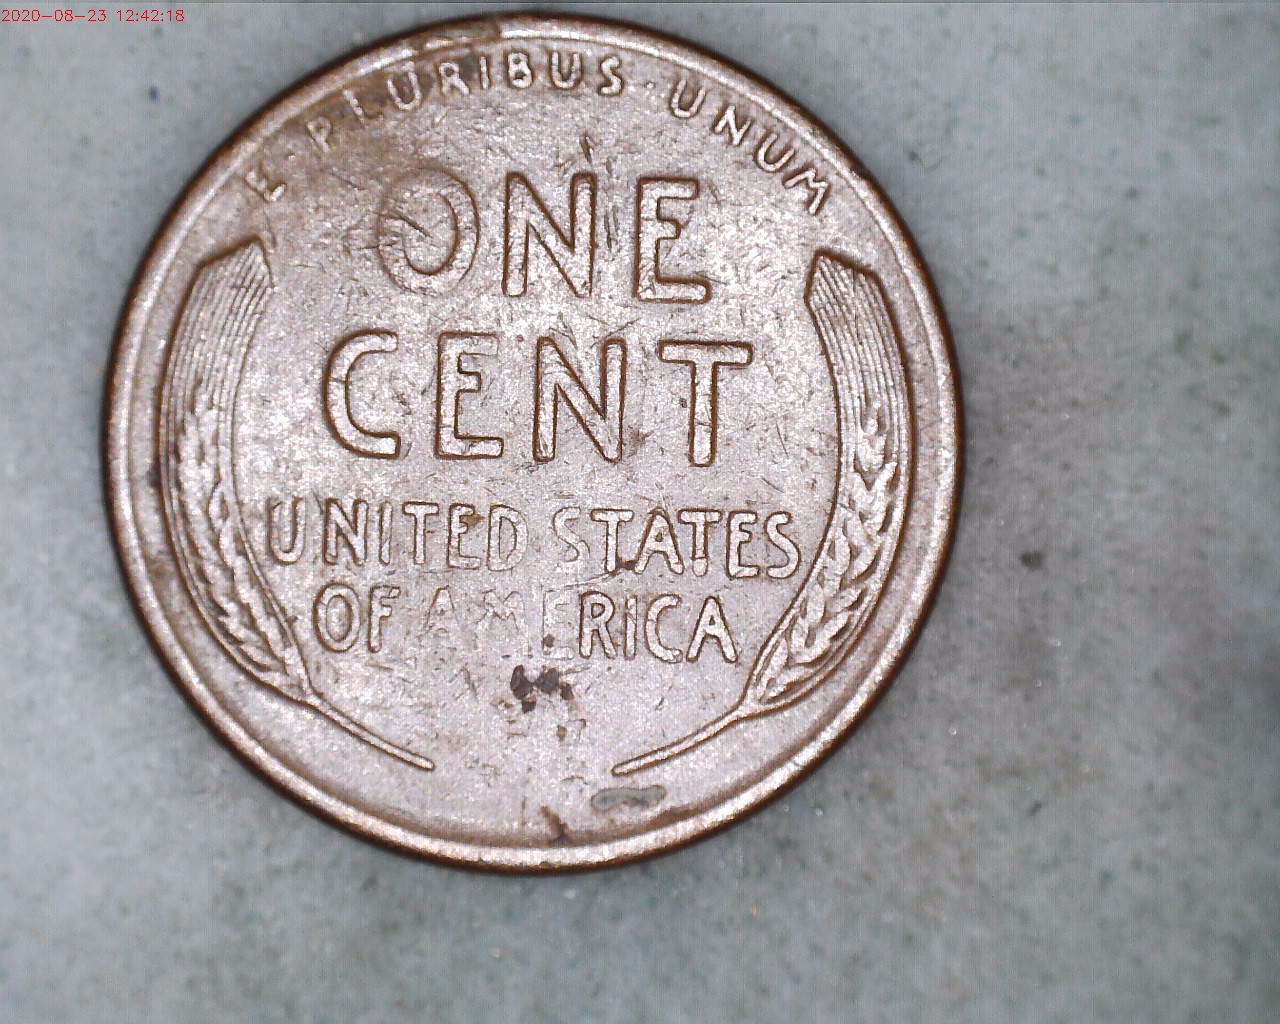 2020-08-23 12:42:18
E · PLURIBUS · UNUM
ONE
CENT
UNITED STATES
OF AMERICA